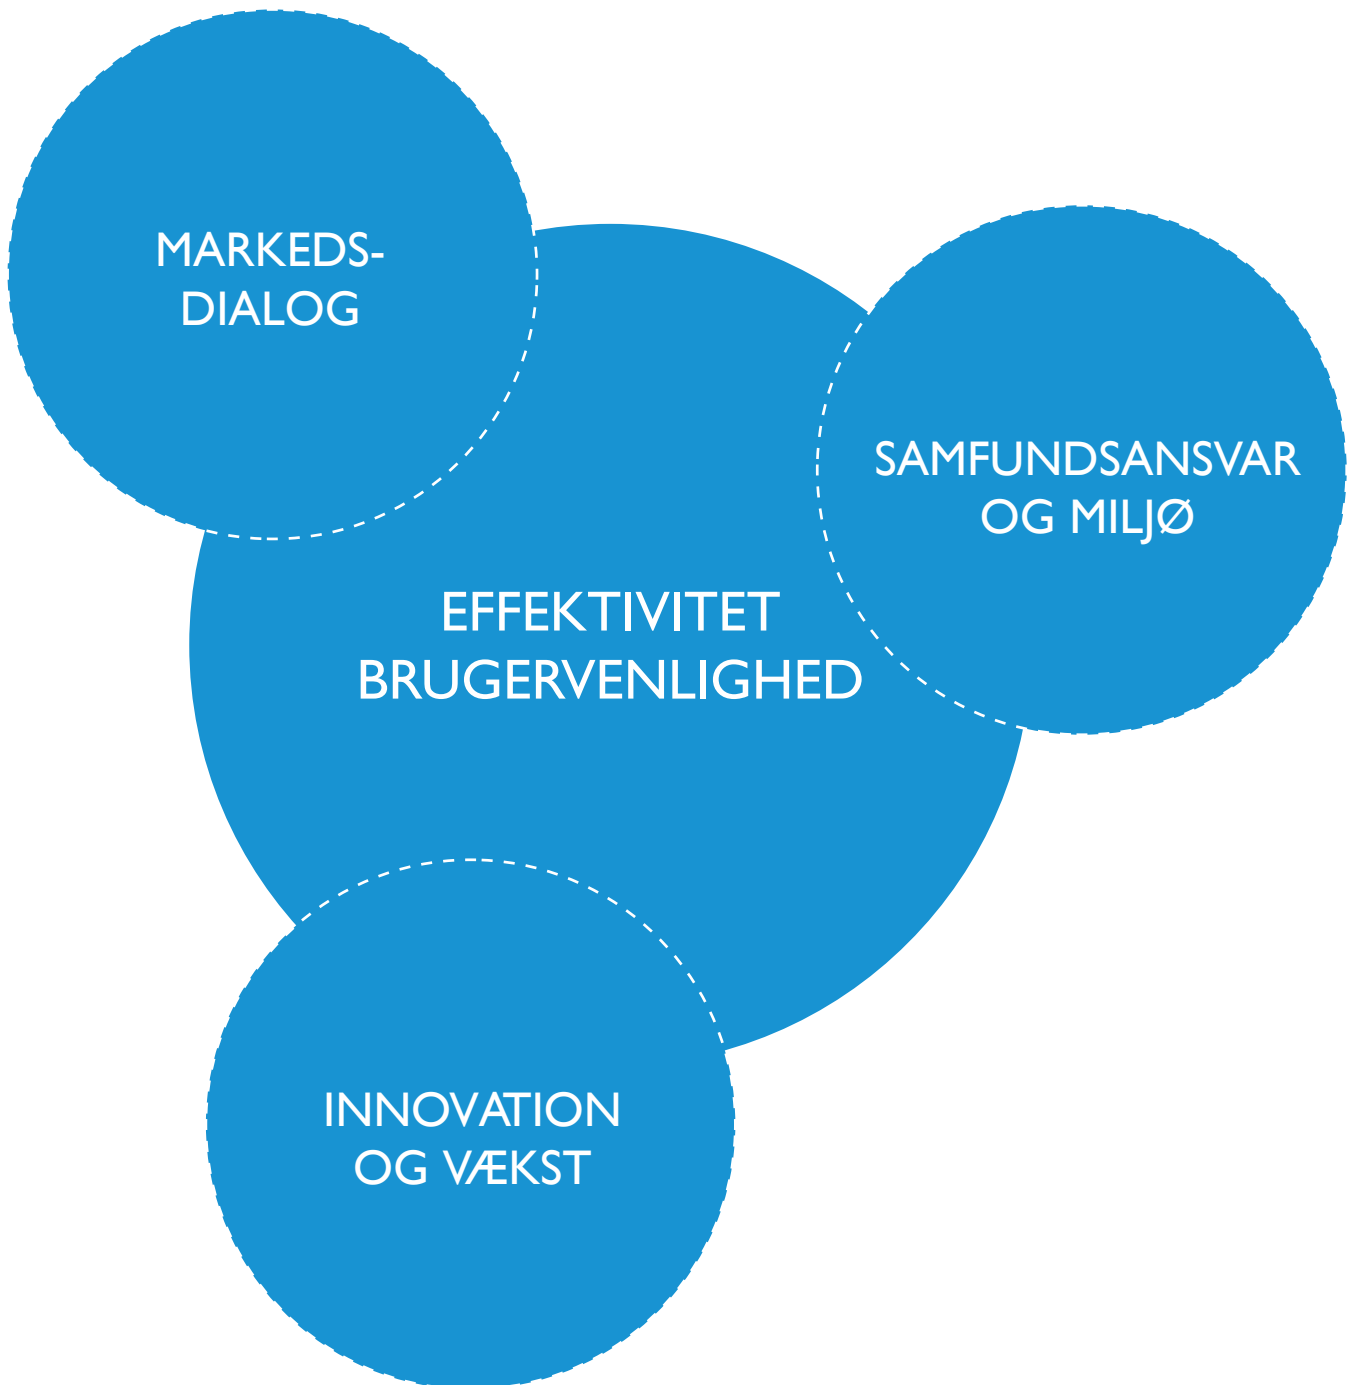 MARKEDS-
DIALOG
SAMFUNDSANSVAR
OG MILJØ
EFFEKTIVITET
BRUGERVENLIGHED
INNOVATION
OG VÆKST